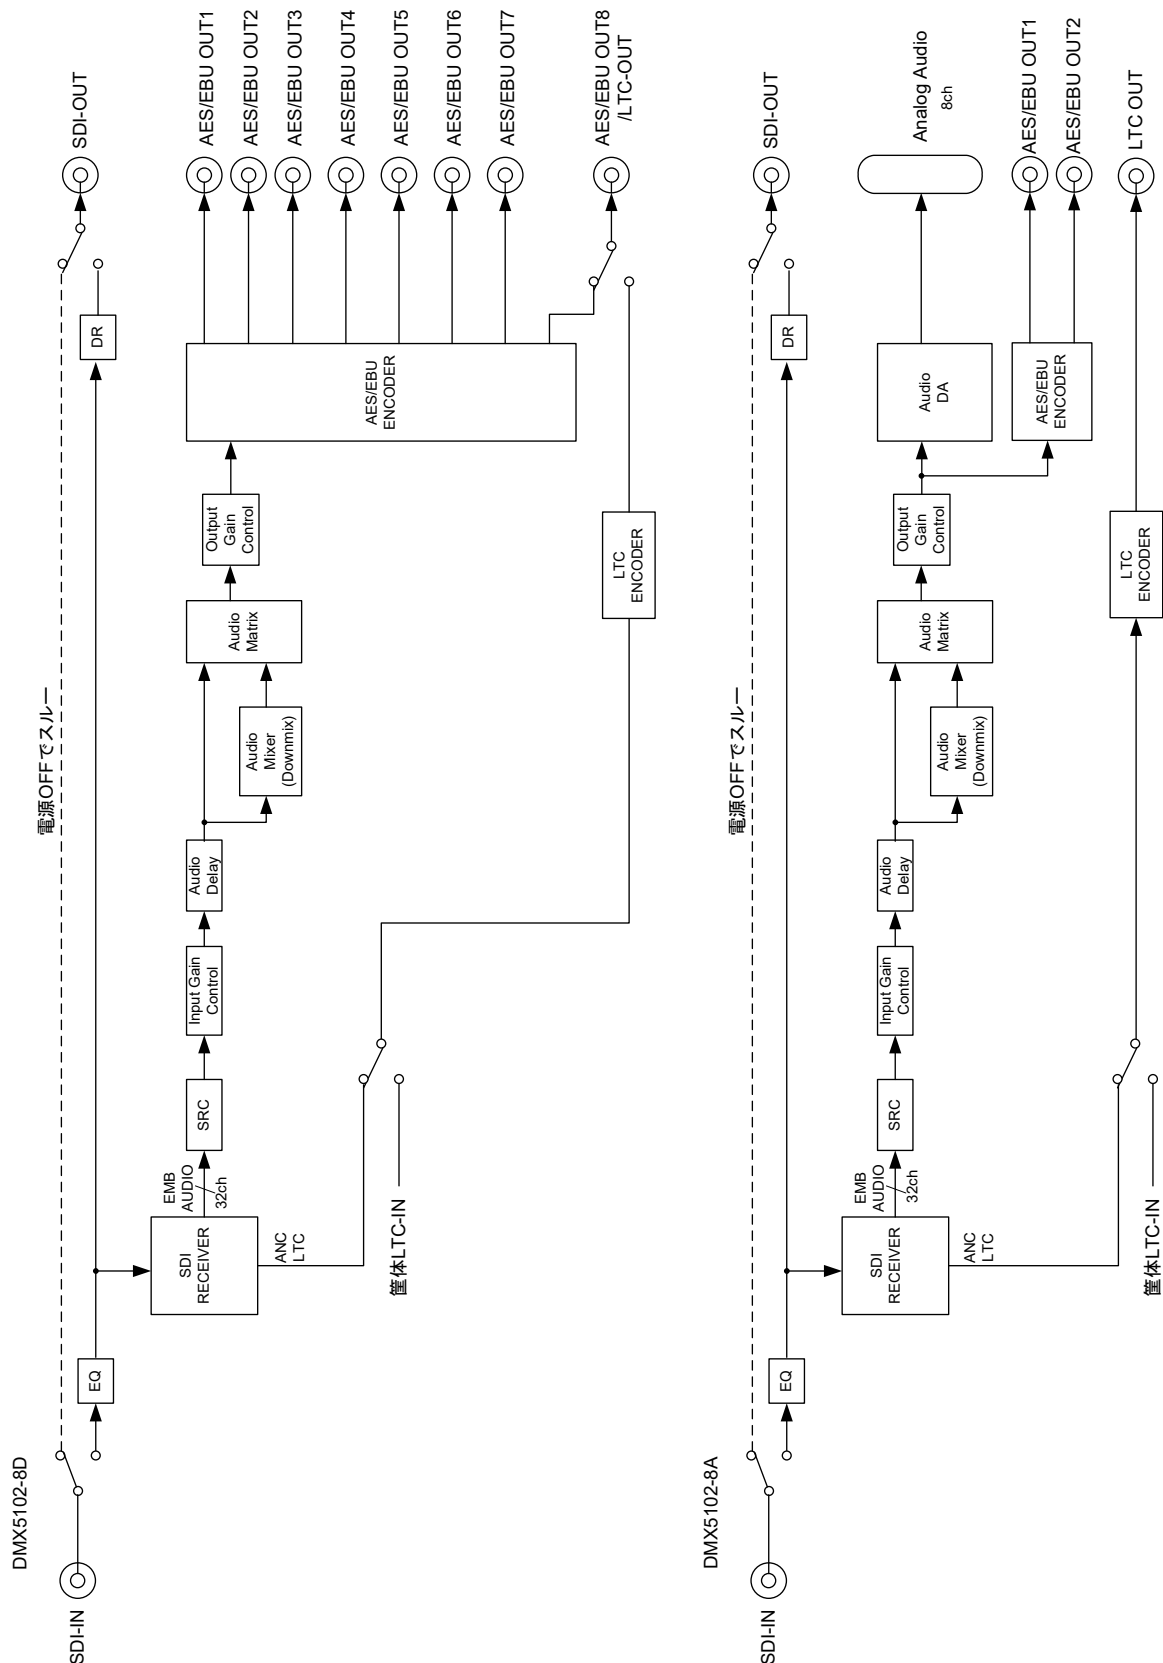 DMX5102-8D
SDI-IN
電源OFFでスルー
EQ
DR
SDI-OUT
SDI
RECEIVER
EMB
AUDIO
32ch
ANC
LTC
SRC
Input Gain
Control
Audio
Delay
Audio
Mixer
(Downmix)
Audio
Matrix
Output
Gain
Control
AES/EBU
ENCODER
AES/EBU OUT1
AES/EBU OUT2
AES/EBU OUT3
AES/EBU OUT4
AES/EBU OUT5
AES/EBU OUT6
AES/EBU OUT7
AES/EBU OUT8
/LTC-OUT
筐体LTC-IN
LTC
ENCODER
DMX5102-8A
SDI-IN
電源OFFでスルー
EQ
DR
SDI-OUT
SDI
RECEIVER
EMB
AUDIO
32ch
ANC
LTC
SRC
Input Gain
Control
Audio
Delay
Audio
Mixer
(Downmix)
Audio
Matrix
Output
Gain
Control
Audio
DA
Analog Audio
8ch
AES/EBU
ENCODER
AES/EBU OUT1
AES/EBU OUT2
筐体LTC-IN
LTC
ENCODER
LTC OUT